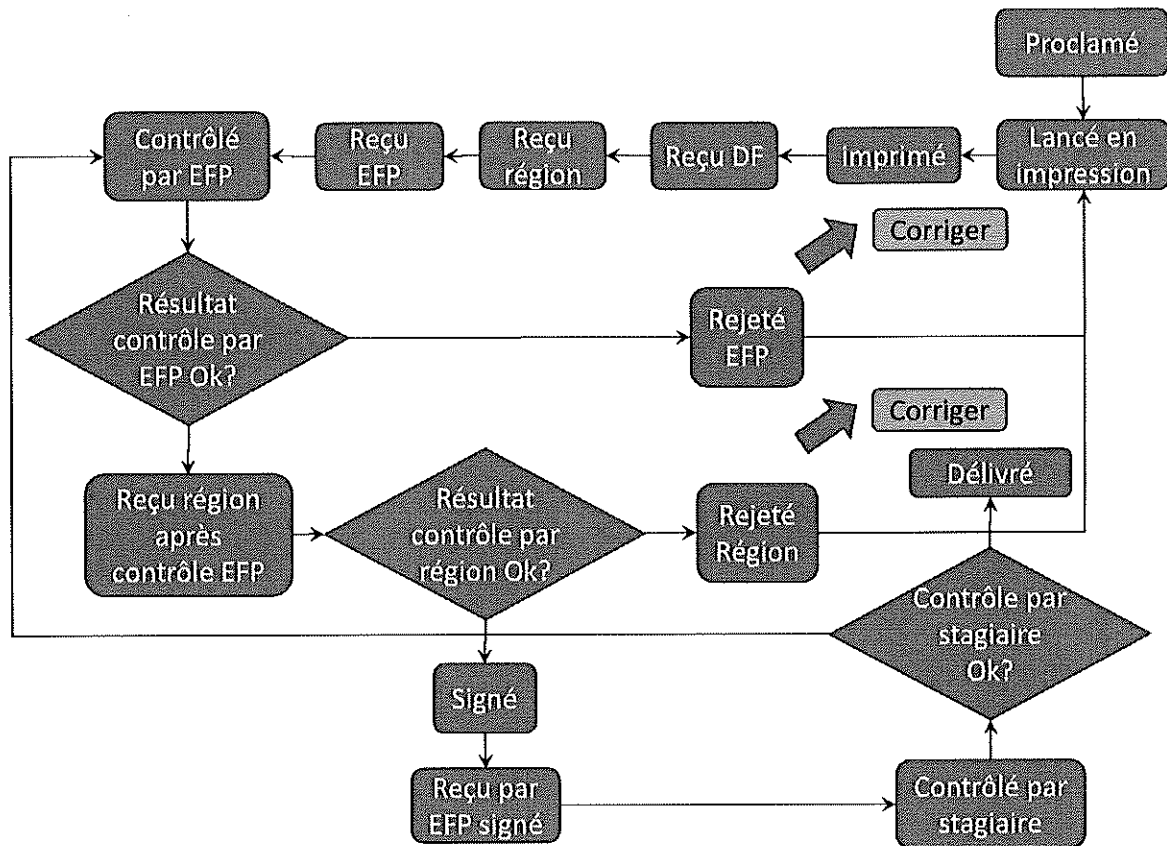 Proclamé
Contrôlé
par EFP
Reçu
EFP
Reçu
région
Reçu DF
imprimé
Lancé en
impression
Corriger
Résultat
contrôle par
EFP Ok?
Rejeté
EFP
Corriger
Délivré
Reçu région
après
contrôle EFP
Résultat
contrôle par
région Ok?
Rejeté
Région
Contrôle par
stagiaire
Ok?
Signé
Reçu par
EFP signé
Contrôlé par
stagiaire